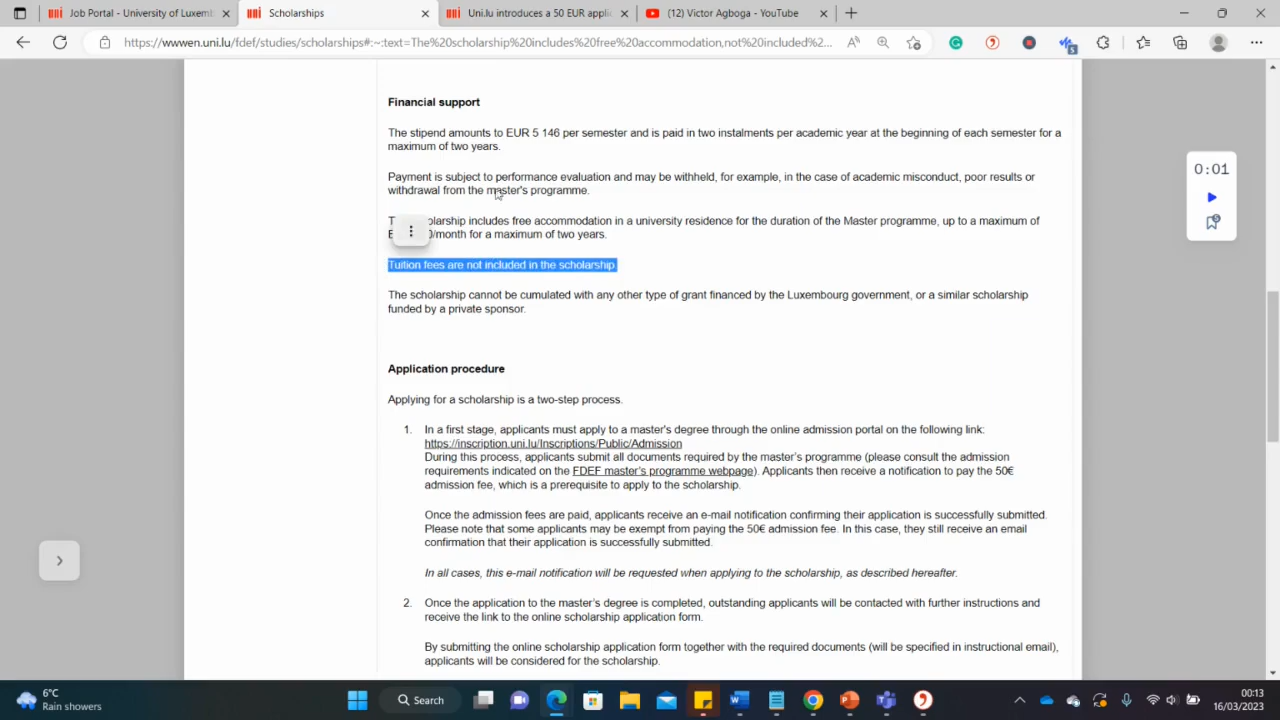 Job Portal - University of Luxemb
Scholarships
Uni.lu introduces a 50 EUR appli
(12) Victor Agboga - YouTube
https://wwwen.uni.lu/fdef/studies/scholarships#:~:text=The%20scholarship%20includes%20free%20accommodation,not%20included%2...
Financial support
The stipend amounts to EUR 5 146 per semester and is paid in two instalments per academic year at the beginning of each semester for a
maximum of two years.
Payment is subject to performance evaluation and may be withheld, for example, in the case of academic misconduct, poor results or
withdrawal from the master's programme.
olarship includes free accommodation in a university residence for the duration of the Master programme, up to a maximum of
/month for a maximum of two years.
Tuition fees are not included in the scholarship.
The scholarship cannot be cumulated with any other type of grant financed by the Luxembourg government, or a similar scholarship
funded by a private sponsor.
Application procedure
Applying for a scholarship is a two-step process.
1. In a first stage, applicants must apply to a master's degree through the online admission portal on the following link:
https://inscription.uni.lu/Inscriptions/Public/Admission
During this process, applicants submit all documents required by the master's programme (please consult the admission
requirements indicated on the FDEF master's programme webpage). Applicants then receive a notification to pay the 50€
admission fee, which is a prerequisite to apply to the scholarship.
Once the admission fees are paid, applicants receive an e-mail notification confirming their application is successfully submitted.
Please note that some applicants may be exempt from paying the 50€ admission fee. In this case, they still receive an email
confirmation that their application is successfully submitted.
In all cases, this e-mail notification will be requested when applying to the scholarship, as described hereafter.
2. Once the application to the master's degree is completed, outstanding applicants will be contacted with further instructions and
receive the link to the online scholarship application form.
By submitting the online scholarship application form together with the required documents (will be specified in instructional email),
applicants will be considered for the scholarship.
0:01
6°C
Rain showers
Search
00:13
16/03/2023